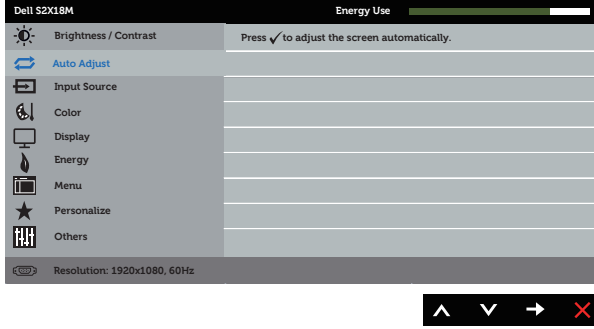 Dell S2X18M
Energy Use
Brightness / Contrast
Press ✓ to adjust the screen automatically.
Auto Adjust
Input Source
Color
Display
Energy
Menu
Personalize
Others
Resolution: 1920x1080, 60Hz